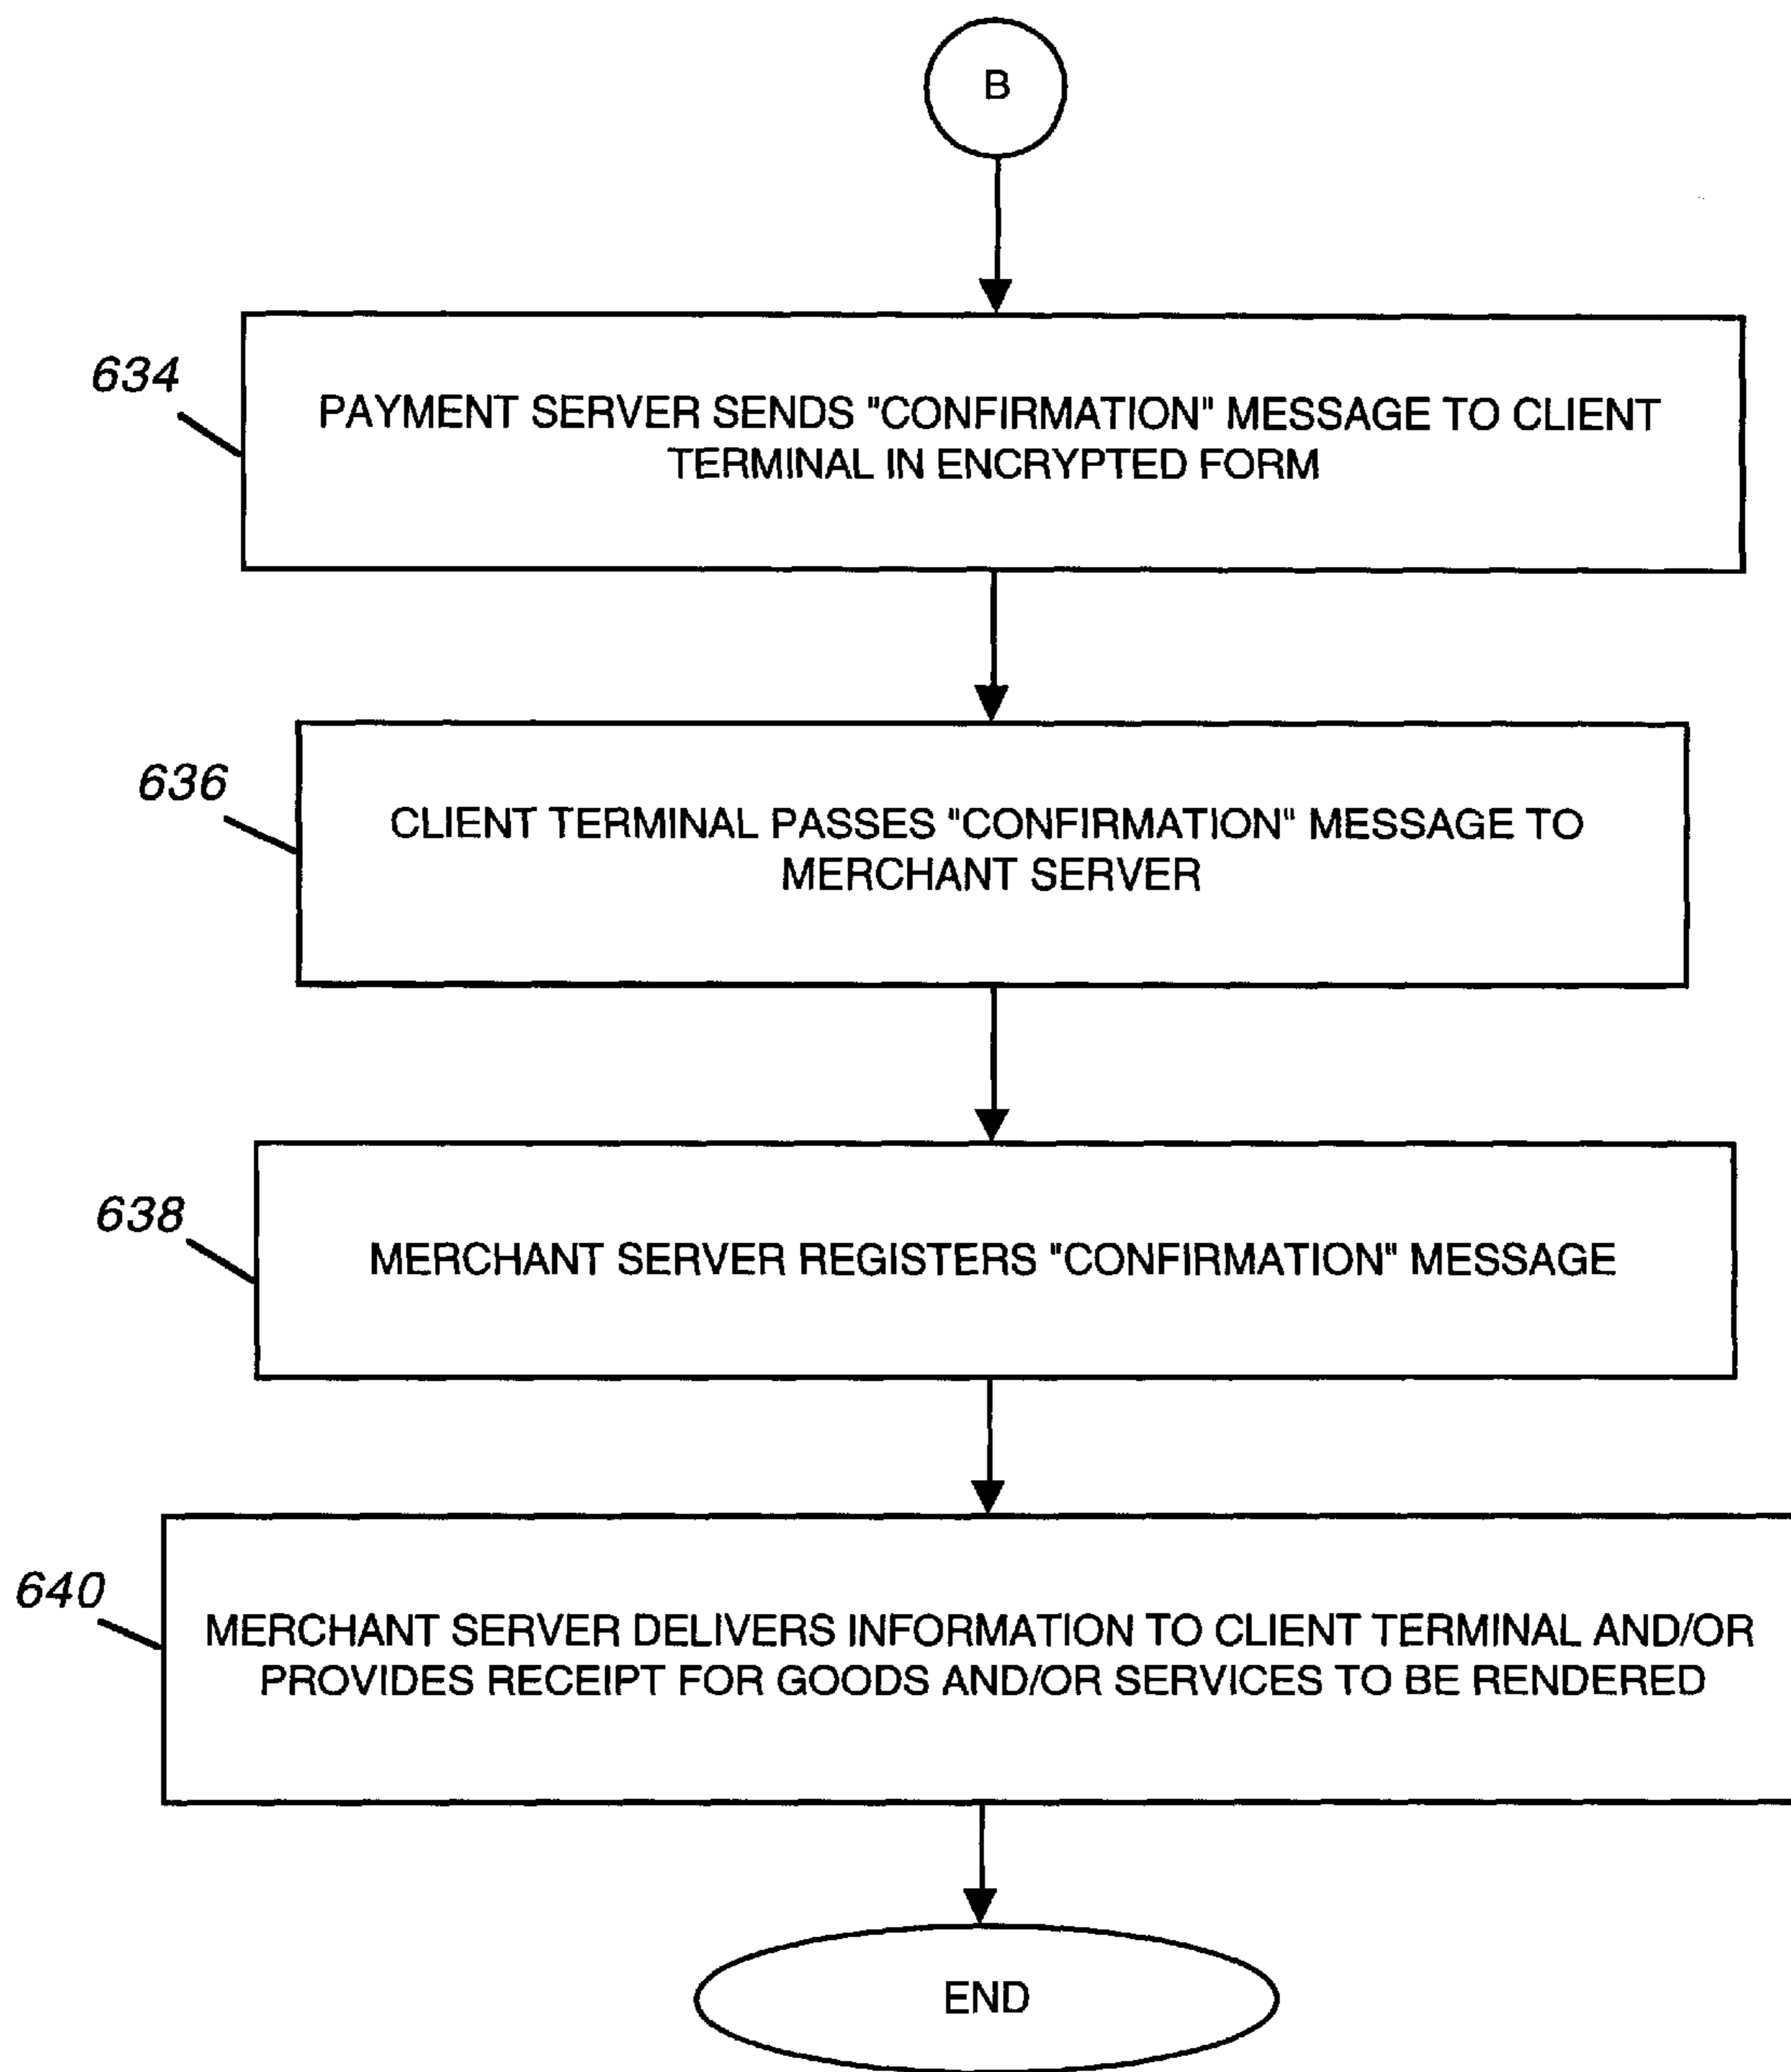 B
634
PAYMENT SERVER SENDS "CONFIRMATION" MESSAGE TO CLIENT
TERMINAL IN ENCRYPTED FORM
636
CLIENT TERMINAL PASSES "CONFIRMATION" MESSAGE TO
MERCHANT SERVER
638
MERCHANT SERVER REGISTERS "CONFIRMATION" MESSAGE
640
MERCHANT SERVER DELIVERS INFORMATION TO CLIENT TERMINAL AND/OR
PROVIDES RECEIPT FOR GOODS AND/OR SERVICES TO BE RENDERED
END